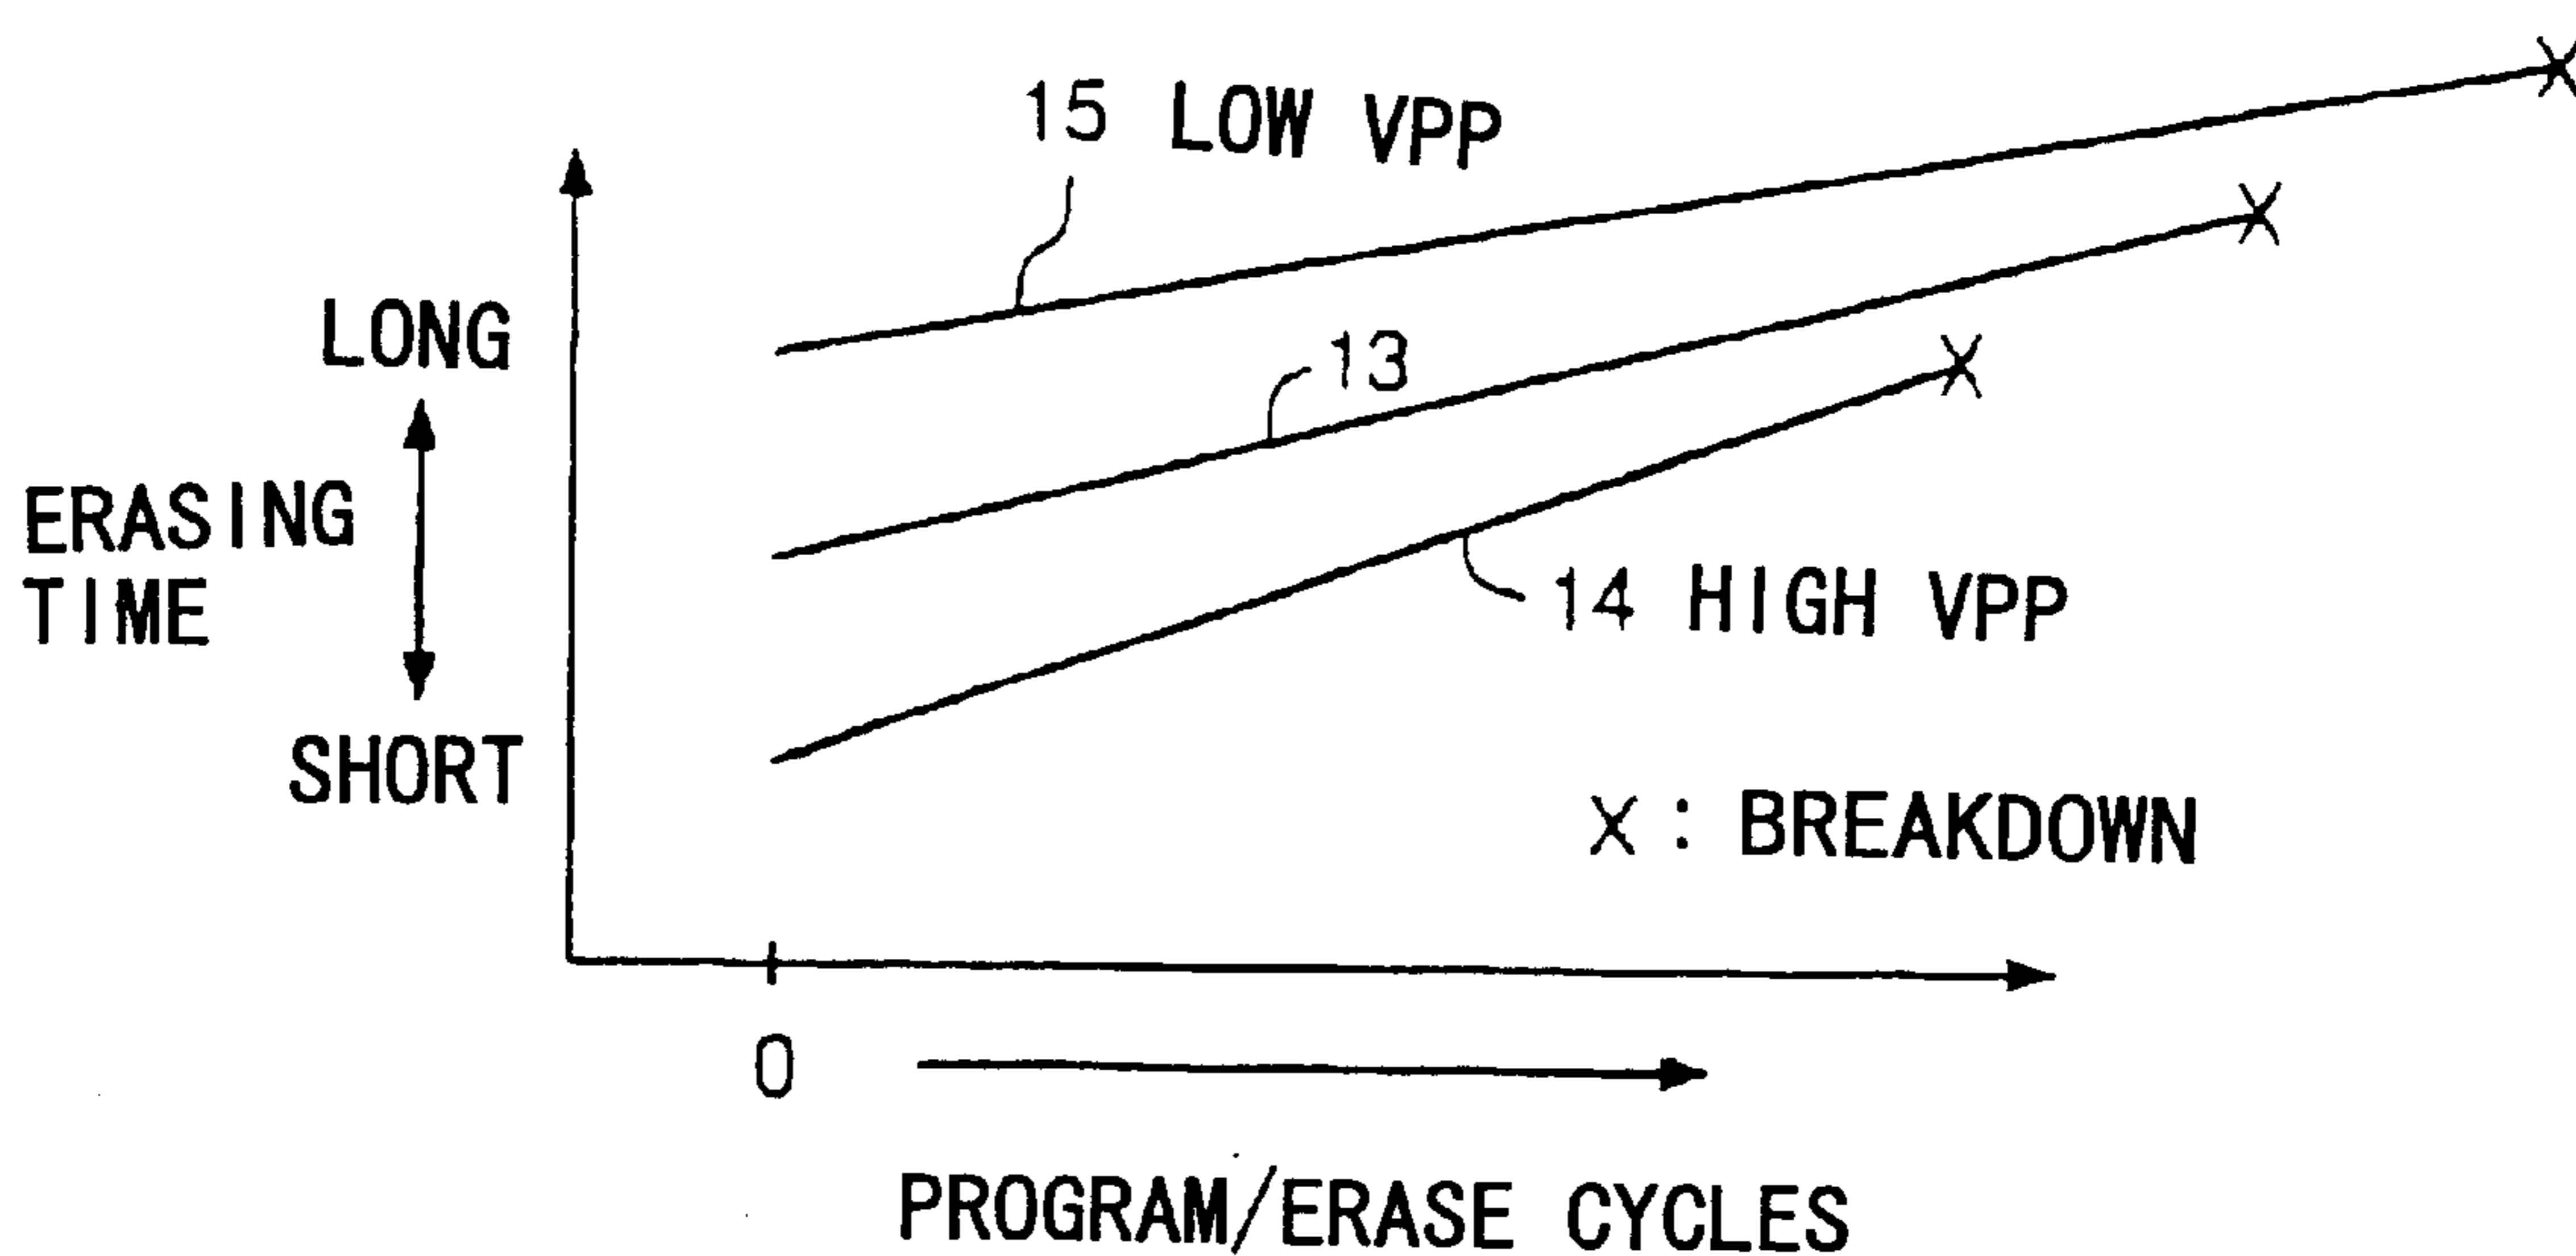 15 LOW VPP
LONG
13
ERASING
TIME
14 HIGH VPP
SHORT
X : BREAKDOWN
0
PROGRAM/ERASE CYCLES